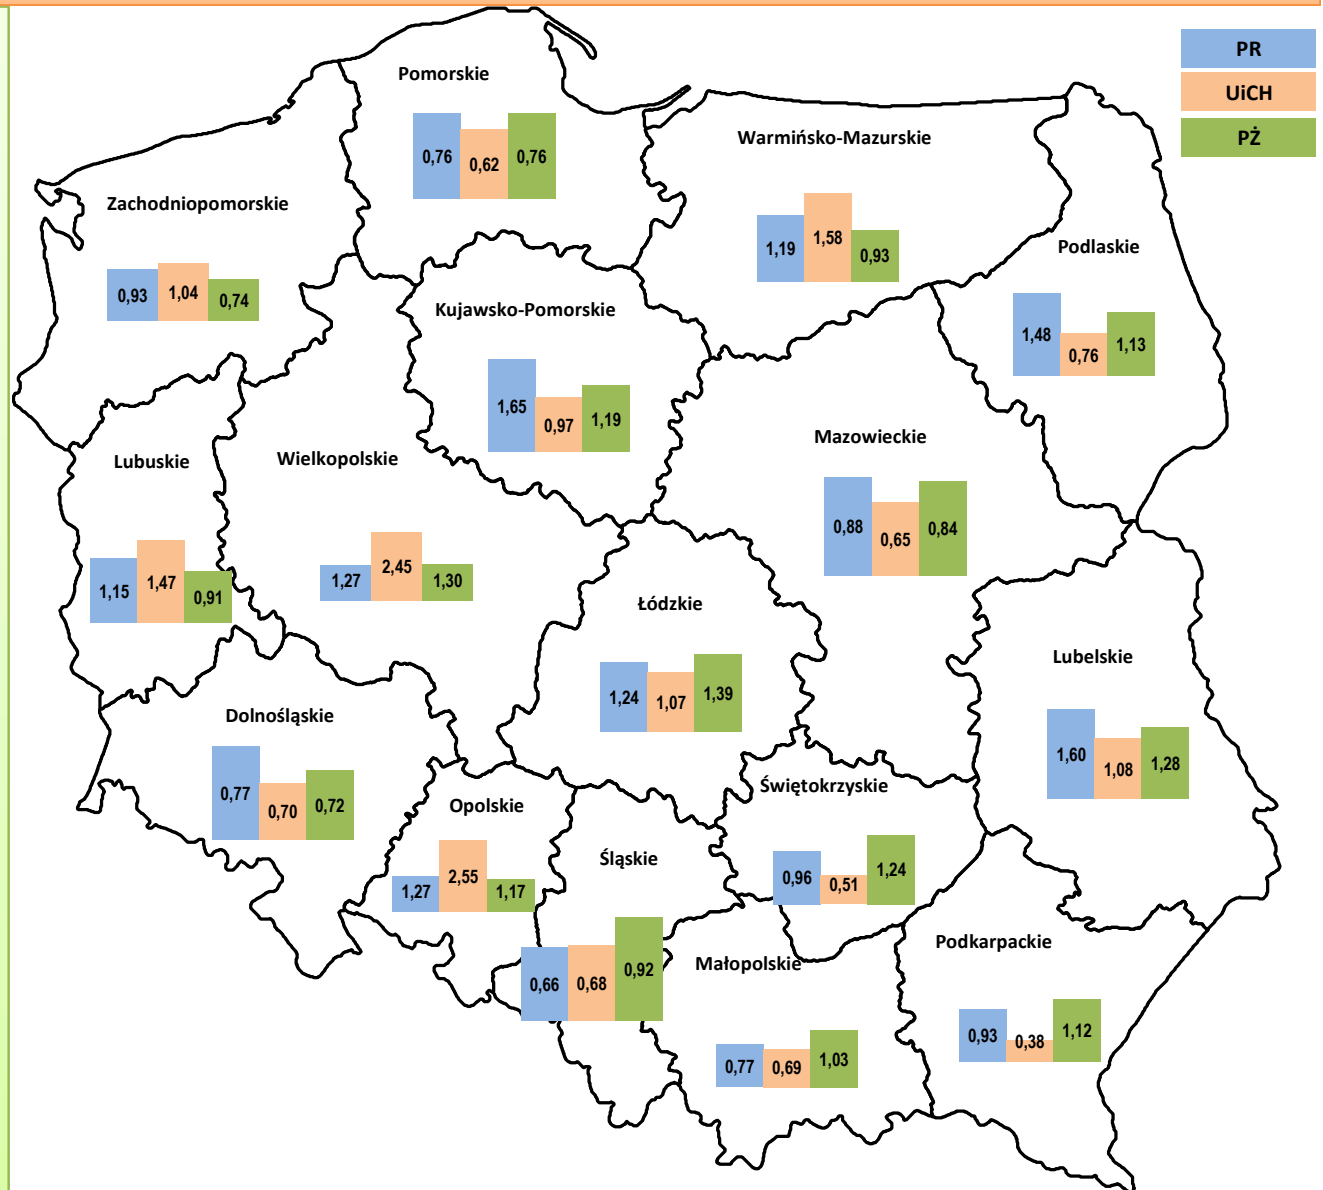 PR
UiCH
PŻ
Pomorskie
0,76 0,62 0,76
Warmińsko-Mazurskie
1,19 1,58 0,93
Zachodniopomorskie
0,93 1,04 0,74
Podlaskie
1,48 0,76 1,13
Kujawsko-Pomorskie
1,65 0,97 1,19
Mazowieckie
0,88 0,65 0,84
Lubuskie
1,15 1,47 0,91
Wielkopolskie
1,27 2,45 1,30
Łódzkie
1,24 1,07 1,39
Lubelskie
1,60 1,08 1,28
Dolnośląskie
0,77 0,70 0,72
Opolskie
1,27 2,55 1,17
Śląskie
0,66 0,68 0,92
Świętokrzyskie
0,96 0,51 1,24
Małopolskie
0,77 0,69 1,03
Podkarpackie
0,93 0,38 1,12